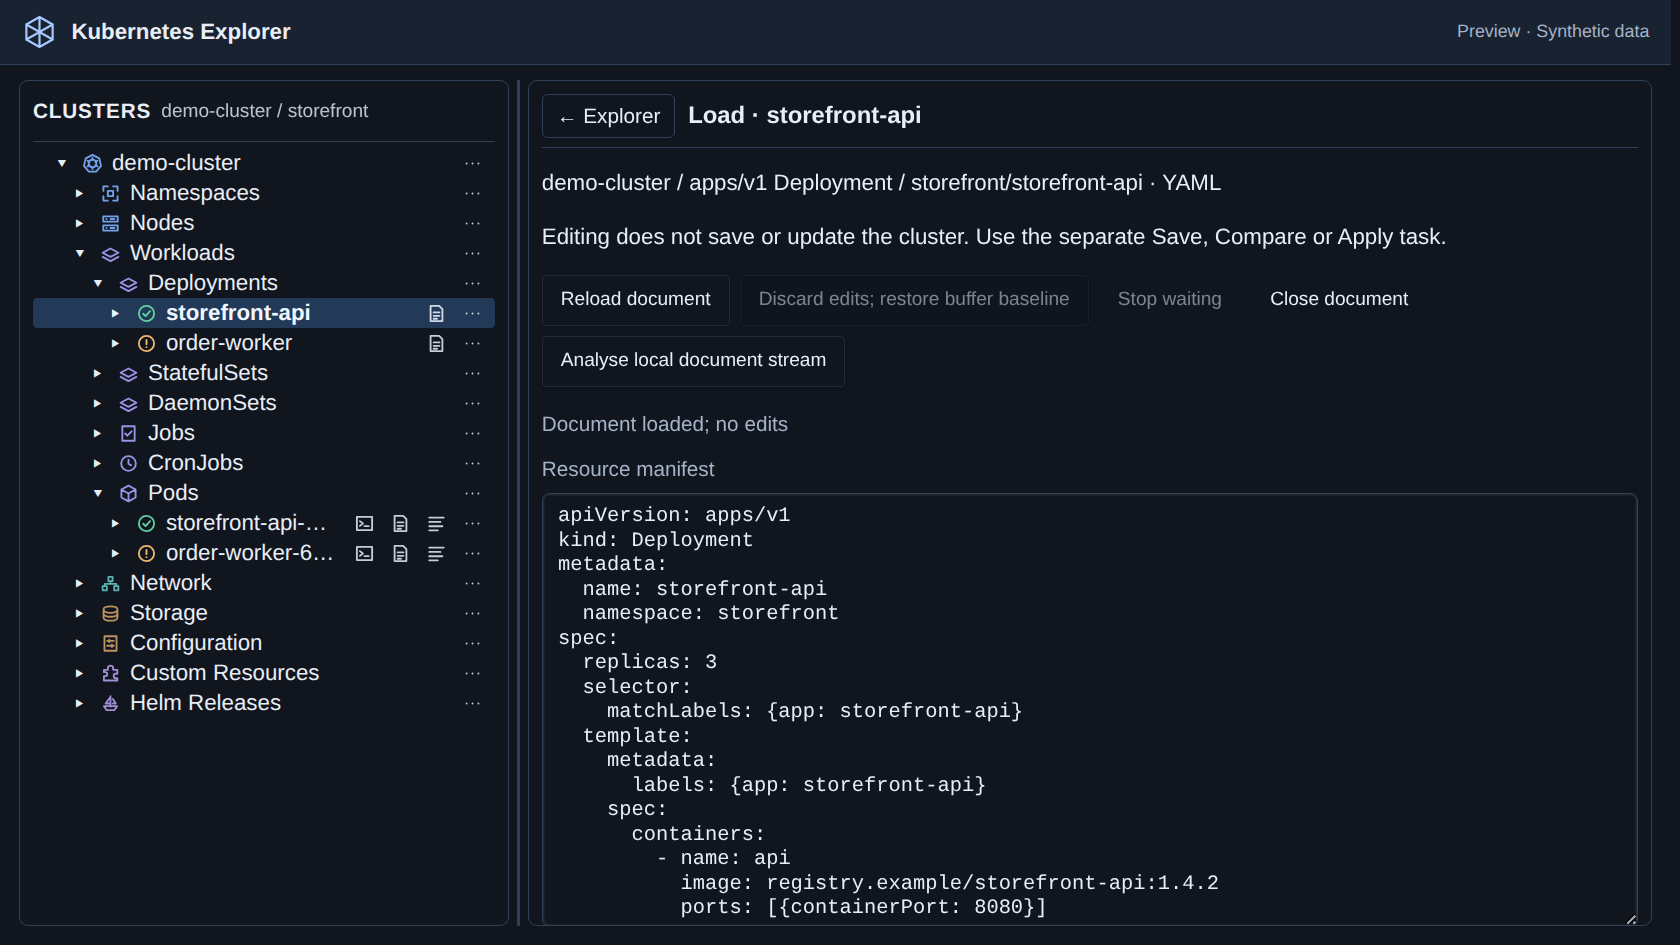 Kubernetes Explorer
Preview · Synthetic data
CLUSTERS demo-cluster / storefront
demo-cluster
Namespaces
Nodes
Workloads
Deployments
storefront-api
order-worker
StatefulSets
DaemonSets
Jobs
CronJobs
Pods
storefront-api-…
order-worker-6…
Network
Storage
Configuration
Custom Resources
Helm Releases
← Explorer
Load · storefront-api
demo-cluster / apps/v1 Deployment / storefront/storefront-api · YAML
Editing does not save or update the cluster. Use the separate Save, Compare or Apply task.
Reload document
Discard edits; restore buffer baseline
Stop waiting
Close document
Analyse local document stream
Document loaded; no edits
Resource manifest
apiVersion: apps/v1
kind: Deployment
metadata:
  name: storefront-api
  namespace: storefront
spec:
  replicas: 3
  selector:
    matchLabels: {app: storefront-api}
  template:
    metadata:
      labels: {app: storefront-api}
    spec:
      containers:
        - name: api
          image: registry.example/storefront-api:1.4.2
          ports: [{containerPort: 8080}]